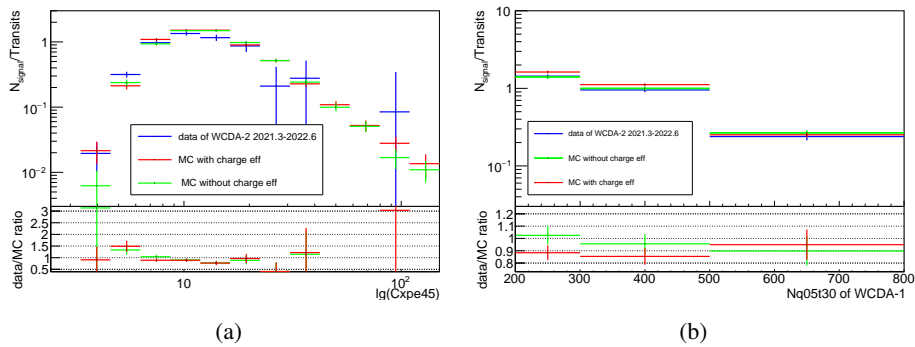 N_signal/Transits
1
10⁻¹
10⁻²
data of WCDA-2 2021.3-2022.6
MC with charge eff
MC without charge eff
data/MC ratio
3
2.5
2
1.5
1
0.5
10
10²
lg(Cxpe45)
(a)
N_signal/Transits
10
1
10⁻¹
data of WCDA-2 2021.3-2022.6
MC without charge eff
MC with charge eff
data/MC ratio
1.2
1.1
1
0.9
0.8
200 300 400 500 600 700 800
Nq05t30 of WCDA-1
(b)